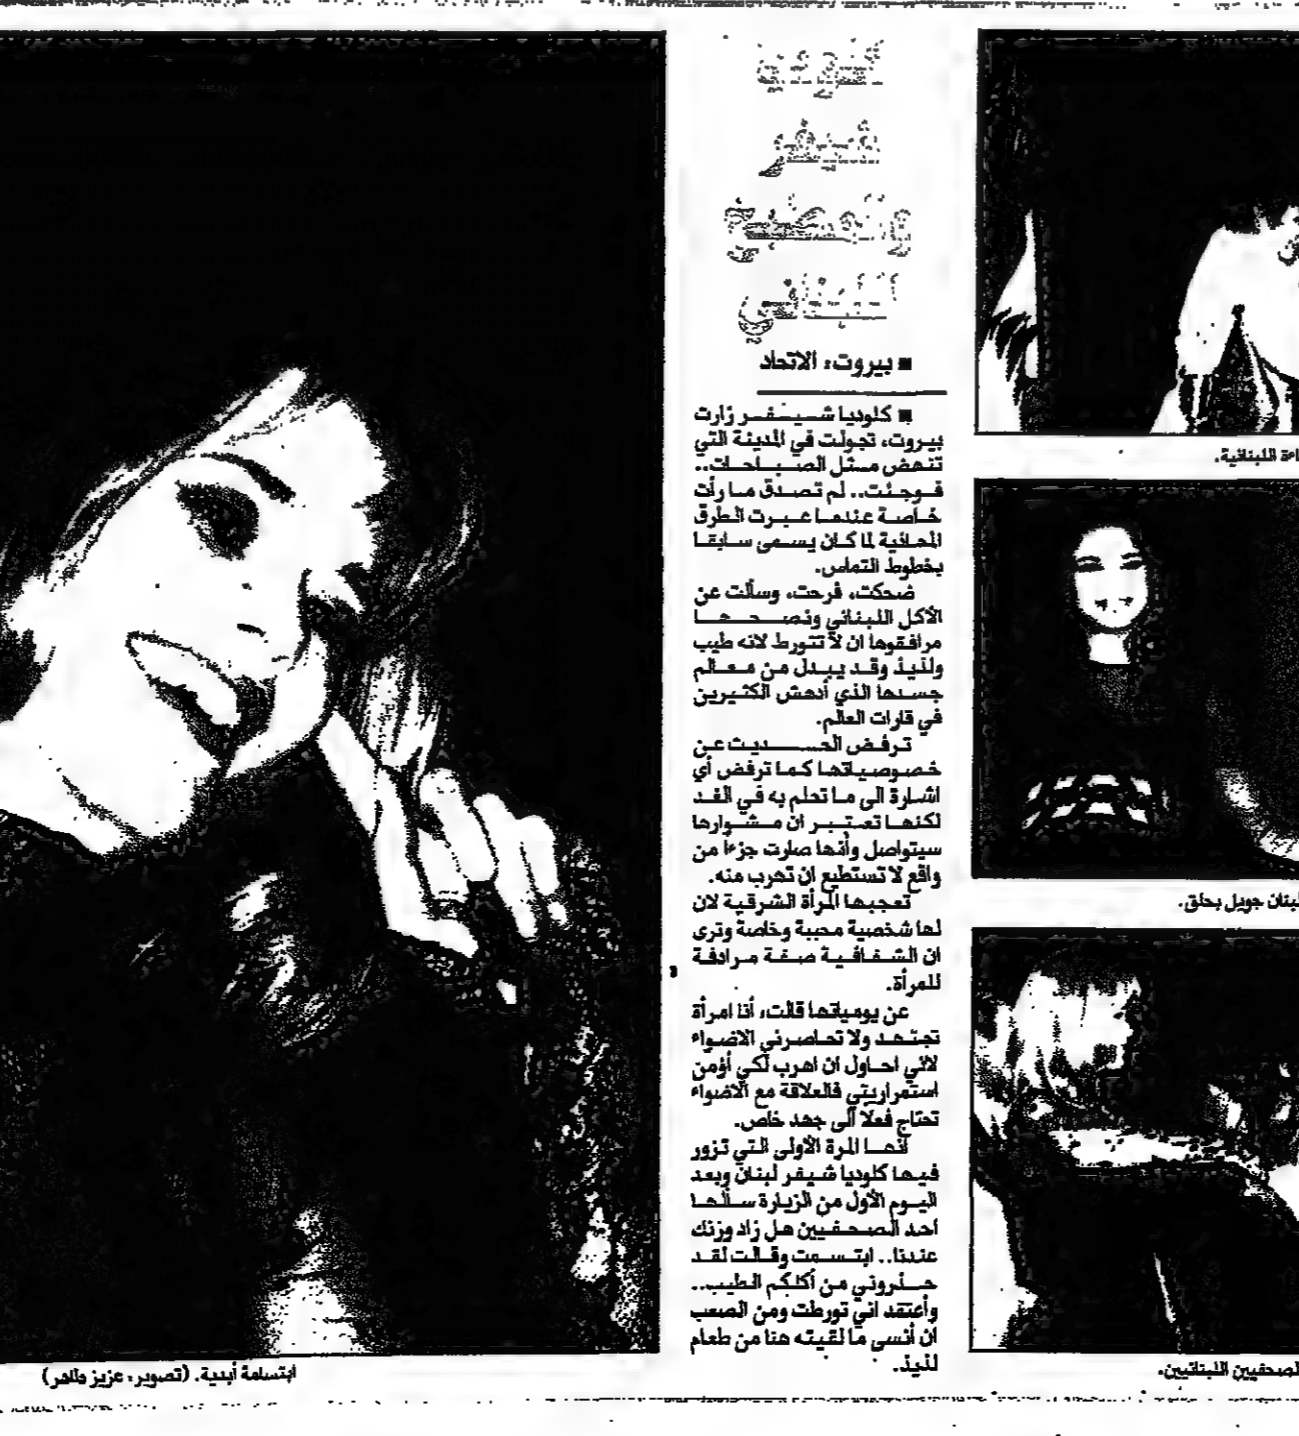 كلوديا
شيفر
والمطبخ
اللبناني
■ بيروت، الاتحاد
■ كلوديا شيفر زارت
بيروت، تجولت في المدينة التي
تنهض مثل الصباحات..
فوجئت.. لم تصدق ما رأت
خاصة عندما عبرت الطرق
المحاذية لما كان يسمى سابقا
بخطوط التماس.
ضحكت، فرحت، وسألت عن
الأكل اللبناني ونصحها
مرافقوها ان لا تتورط لانه طيب
ولذيذ وقد يبدل من معالم
جسدها الذي أدهش الكثيرين
في قارات العالم.
ترفض الحديث عن
خصوصياتها كما ترفض أي
اشارة الى ما تحلم به في الغد
لكنها تعتبر ان مشوارها
سيتواصل وأنها صارت جزءا من
واقع لا تستطيع ان تهرب منه.
تعجبها المرأة الشرقية لان
لها شخصية محببة وخاصة وترى
ان الشفافية صفة مرادفة
للمرأة.
عن يومياتها قالت، أنا امرأة
تجتهد ولا تحاصرني الاضواء
لاني احاول ان اهرب لكي أؤمن
استمراريتي فالعلاقة مع الاضواء
تحتاج فعلا الى جهد خاص.
انها المرة الأولى التي تزور
فيها كلوديا شيفر لبنان وبعد
اليوم الأول من الزيارة سألها
احد الصحفيين هل زاد وزنك
عندنا.. ابتسمت وقالت لقد
حذروني من أكلكم الطيب..
وأعتقد اني تورطت ومن الصعب
ان أنسى ما لقيته هنا من طعام
لذيذ.
اللبنانية.
جويل بحلق.
الصحفيين اللبنانيين.
ابتسامة أبدية. (تصوير، عزيز طاهر)